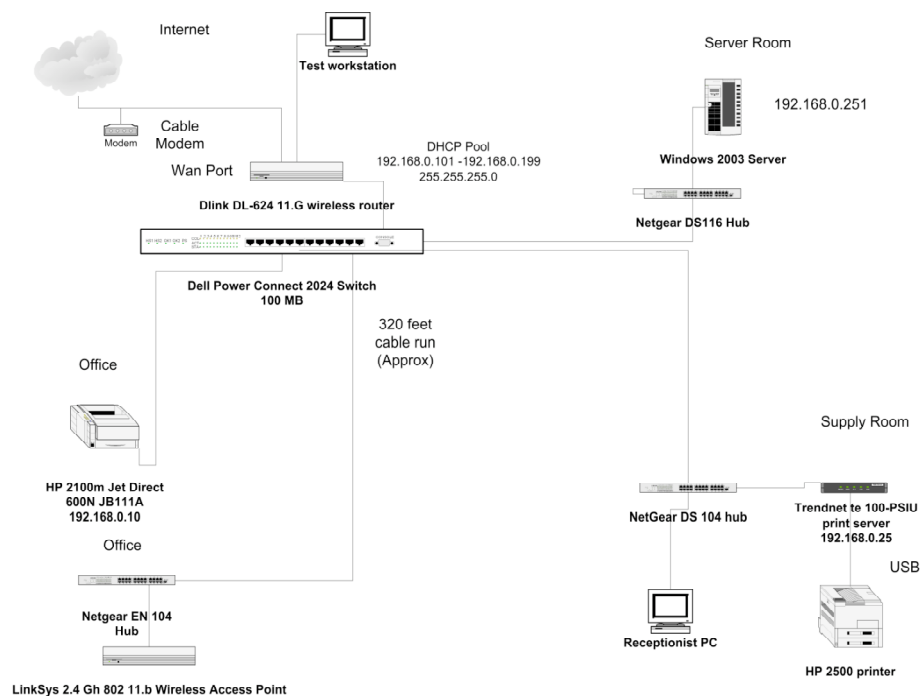 Internet
Test workstation
Server Room
192.168.0.251
Cable
Modem
Modem
DHCP Pool
192.168.0.101 -192.168.0.199
255.255.255.0
Wan Port
Windows 2003 Server
Dlink DL-624 11.G wireless router
Netgear DS116 Hub
Dell Power Connect 2024 Switch
100 MB
320 feet
cable run
(Approx)
Office
Supply Room
HP 2100m Jet Direct
600N JB111A
192.168.0.10
NetGear DS 104 hub
Trendnet te 100-PSIU
print server
192.168.0.25
Office
USB
Netgear EN 104
Hub
Receptionist PC
HP 2500 printer
LinkSys 2.4 Gh 802 11.b Wireless Access Point